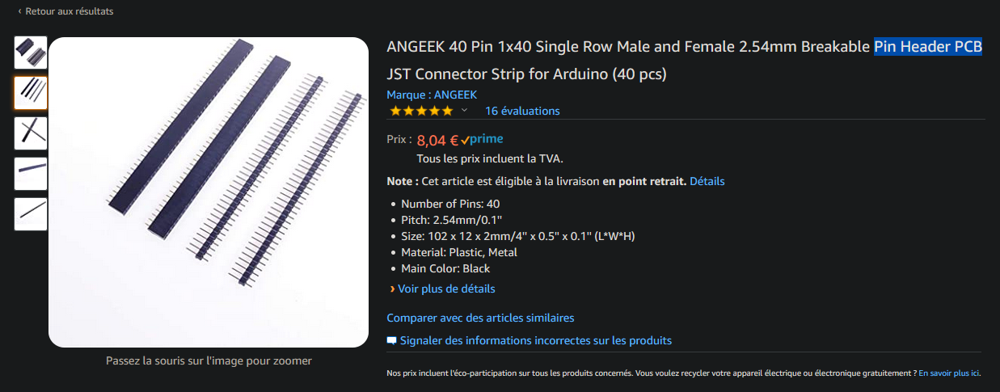 ‹ Retour aux résultats
ANGEEK 40 Pin 1x40 Single Row Male and Female 2.54mm Breakable Pin Header PCB
JST Connector Strip for Arduino (40 pcs)
Marque : ANGEEK
16 évaluations
Prix : 8,04 € prime
Tous les prix incluent la TVA.
Note : Cet article est éligible à la livraison en point retrait. Détails
• Number of Pins: 40
• Pitch: 2.54mm/0.1"
• Size: 102 x 12 x 2mm/4" x 0.5" x 0.1" (L*W*H)
• Material: Plastic, Metal
• Main Color: Black
› Voir plus de détails
Comparer avec des articles similaires
Signaler des informations incorrectes sur les produits
Passez la souris sur l'image pour zoomer
Nos prix incluent l'éco-participation sur tous les produits concernés. Vous voulez recycler votre appareil électrique ou électronique gratuitement ? En savoir plus ici.